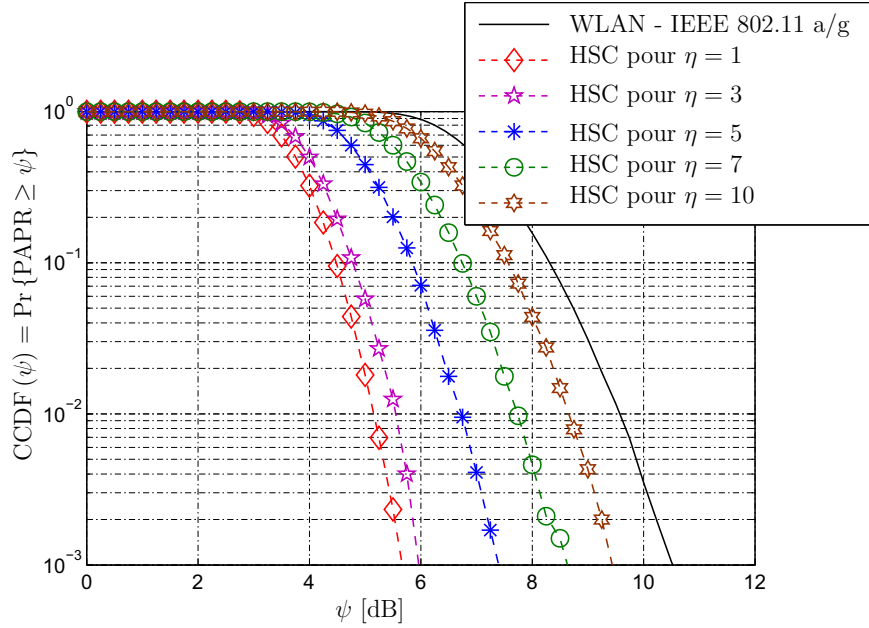 WLAN - IEEE 802.11 a/g
HSC pour η = 1
HSC pour η = 3
HSC pour η = 5
HSC pour η = 7
HSC pour η = 10
CCDF (ψ) = Pr {PAPR ≥ ψ}
10^0
10^-1
10^-2
10^-3
0 2 4 6 8 10 12
ψ [dB]